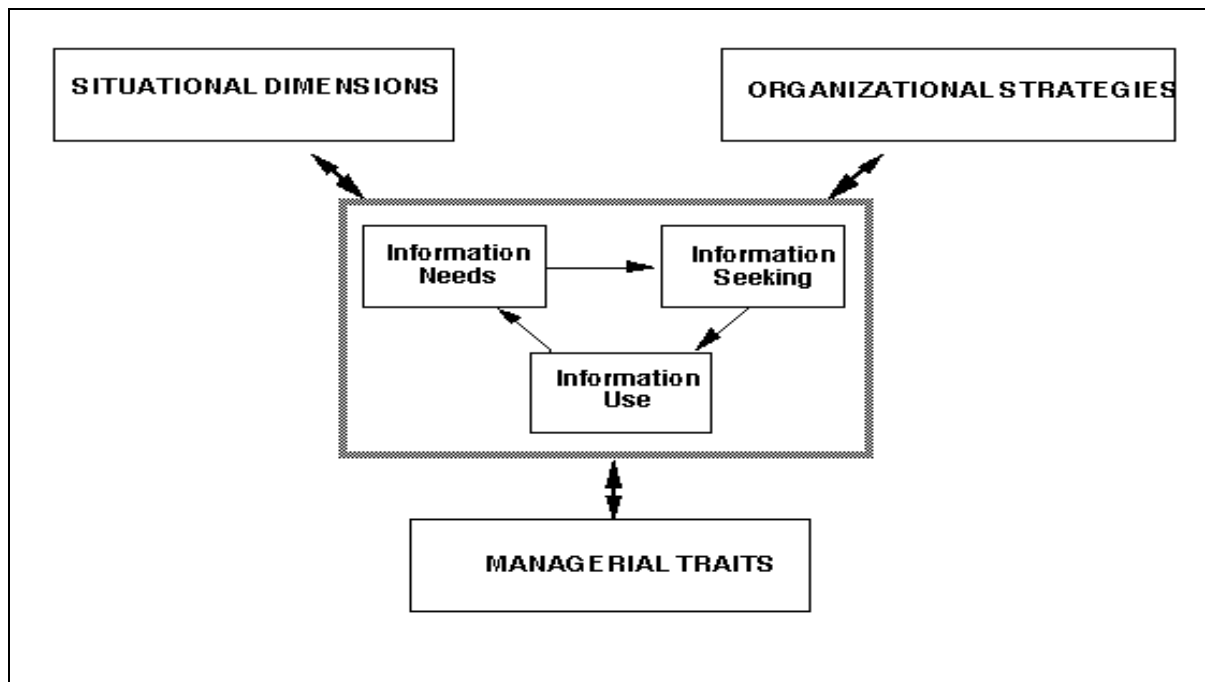 SITUATIONAL DIMENSIONS
ORGANIZATIONAL STRATEGIES
Information
Needs
Information
Seeking
Information
Use
MANAGERIAL TRAITS